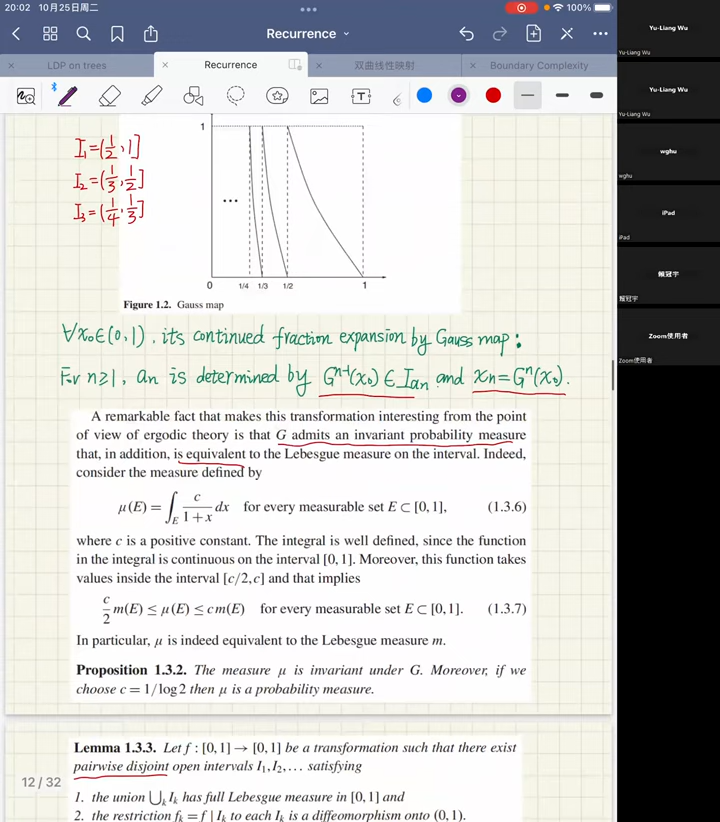 20:02 10月25日周二
100%
Recurrence
LDP on trees
Recurrence
双曲线性映射
Boundary Complexity
T
I₁=(1/2,1]
I₂=(1/3,1/2]
I₃=(1/4,1/3]
1
...
0 1/4 1/3 1/2 1
Figure 1.2. Gauss map
∀x₀∈(0,1), its continued fraction expansion by Gauss map:
For n≥1, an is determined by Gⁿ⁻¹(x₀)∈I_{an} and xn=Gⁿ(x₀).
A remarkable fact that makes this transformation interesting from the point
of view of ergodic theory is that G admits an invariant probability measure
that, in addition, is equivalent to the Lebesgue measure on the interval. Indeed,
consider the measure defined by
μ(E) = ∫_E c/(1+x) dx for every measurable set E ⊂ [0,1], (1.3.6)
where c is a positive constant. The integral is well defined, since the function
in the integral is continuous on the interval [0,1]. Moreover, this function takes
values inside the interval [c/2,c] and that implies
c/2 m(E) ≤ μ(E) ≤ cm(E) for every measurable set E ⊂ [0,1]. (1.3.7)
In particular, μ is indeed equivalent to the Lebesgue measure m.
Proposition 1.3.2. The measure μ is invariant under G. Moreover, if we
choose c = 1/log2 then μ is a probability measure.
Lemma 1.3.3. Let f : [0,1] → [0,1] be a transformation such that there exist
pairwise disjoint open intervals I₁,I₂,... satisfying
12 / 32
1. the union ⋃ₖ Iₖ has full Lebesgue measure in [0,1] and
2. the restriction fₖ = f | Iₖ to each Iₖ is a diffeomorphism onto (0,1).
Yu-Liang Wu
Yu-Liang Wu
Yu-Liang Wu
Yu-Liang Wu
wghu
wghu
iPad
iPad
賴冠宇
賴冠宇
Zoom使用者
Zoom使用者